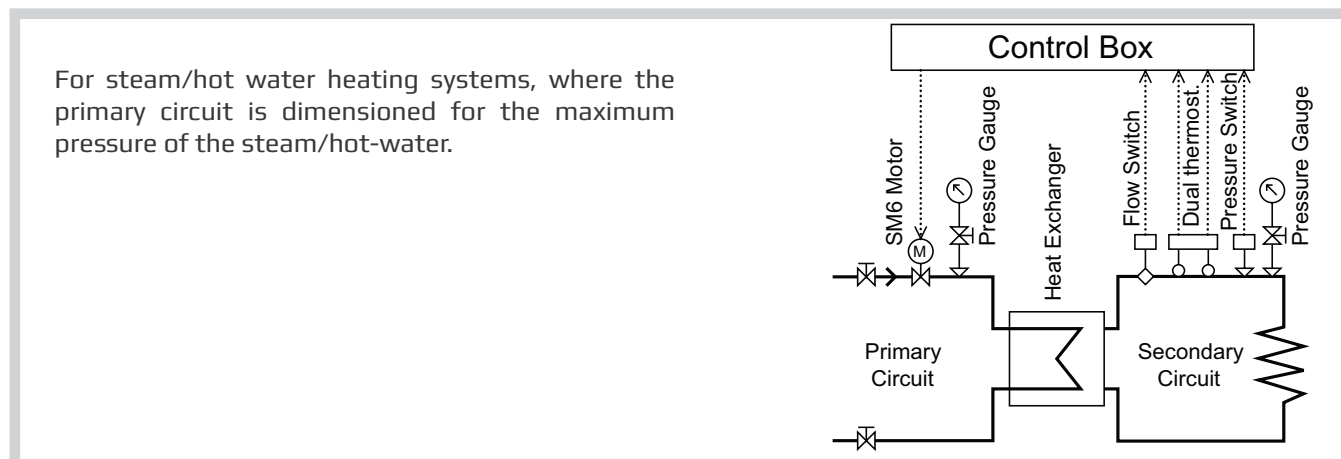 For steam/hot water heating systems, where the
primary circuit is dimensioned for the maximum
pressure of the steam/hot-water.
Control Box
SM6 Motor
Pressure Gauge
Heat Exchanger
Flow Switch
Dual thermost.
Pressure Switch
Pressure Gauge
M
Primary
Circuit
Secondary
Circuit